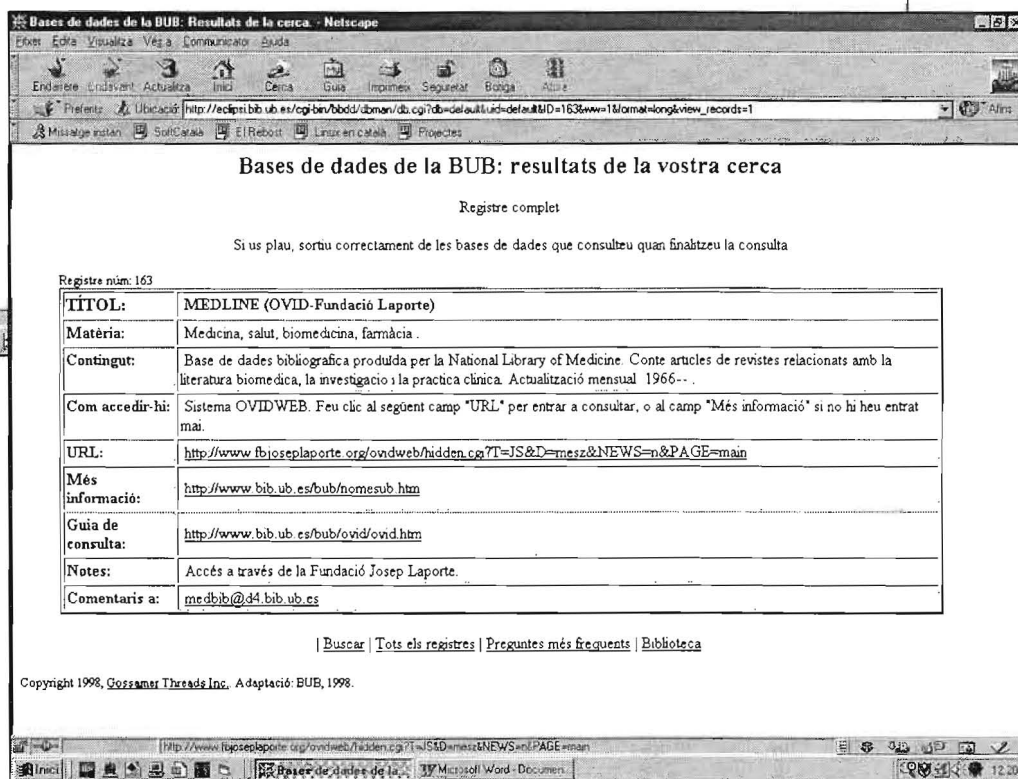 Bases de dades de la BUB: Resultats de la cerca. - Netscape
Fitxer Edita Visualitza Vés a Communicator Ajuda
Endarrere Endavant Actualitza Inici Cerca Guia Imprimeix Seguretat Botiga Atura
Preferits Ubicació: http://eclipsi.bib.ub.es/cgi-bin/bbdd/dbman/db.cgi?db=default&uid=default&ID=163&ww=1&format=long&view_records=1 Afins
Missatge instan SoftCatalà El Rebost Linux en català Projectes
Bases de dades de la BUB: resultats de la vostra cerca
Registre complet
Si us plau, sortiu correctament de les bases de dades que consulteu quan finalitzeu la consulta
Registre núm: 163
TÍTOL: MEDLINE (OVID-Fundació Laporte)
Matèria: Medicina, salut, biomedicina, farmàcia .
Contingut: Base de dades bibliografica produïda per la National Library of Medicine. Conte articles de revistes relacionats amb la
literatura biomedica, la investigacio i la practica clinica. Actualització mensual 1966-- .
Com accedir-hi: Sistema OVIDWEB. Feu clic al següent camp "URL" per entrar a consultar, o al camp "Més informació" si no hi heu entrat
mai.
URL: http://www.fbjoseplaporte.org/ovidweb/hidden.cgi?T=JS&D=mesz&NEWS=n&PAGE=main
Més
informació: http://www.bib.ub.es/bub/nomesub.htm
Guia de
consulta: http://www.bib.ub.es/bub/ovid/ovid.htm
Notes: Accés a través de la Fundació Josep Laporte.
Comentaris a: medbib@d4.bib.ub.es
| Buscar | Tots els registres | Preguntes més frequents | Biblioteca
Copyright 1998, Gossamer Threads Inc. Adaptació: BUB, 1998.
http://www.fbjoseplaporte.org/ovidweb/hidden.cgi?T=JS&D=mesz&NEWS=n&PAGE=main
Inici Bases de dades de la... Microsoft Word - Documen... 12:20